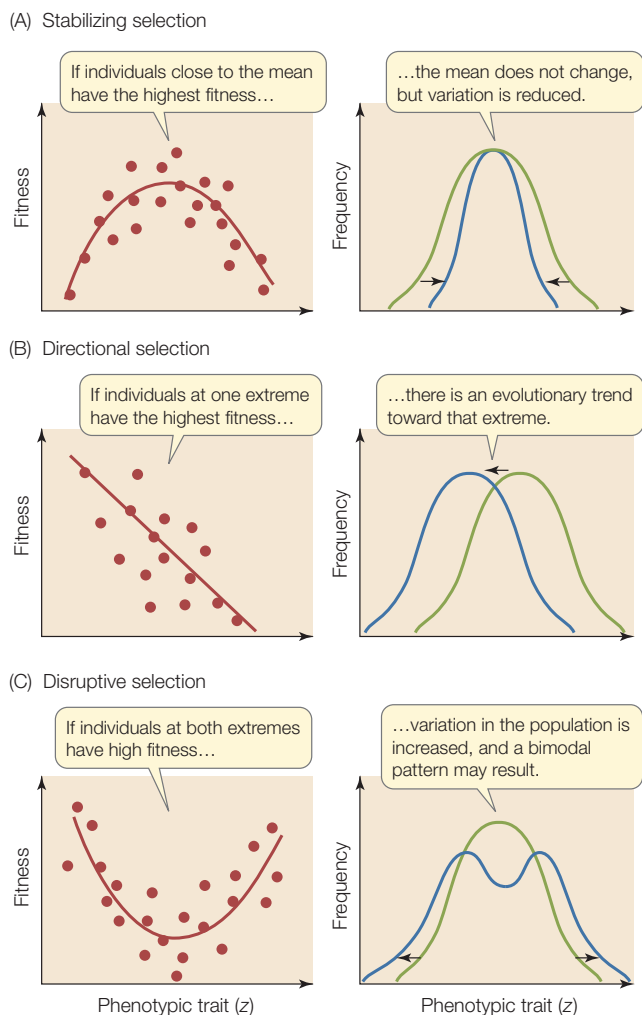 (A) Stabilizing selection
If individuals close to the mean
have the highest fitness…
…the mean does not change,
but variation is reduced.
Fitness
Frequency
(B) Directional selection
If individuals at one extreme
have the highest fitness…
…there is an evolutionary trend
toward that extreme.
Fitness
Frequency
(C) Disruptive selection
If individuals at both extremes
have high fitness…
…variation in the population is
increased, and a bimodal
pattern may result.
Fitness
Frequency
Phenotypic trait (z)
Phenotypic trait (z)